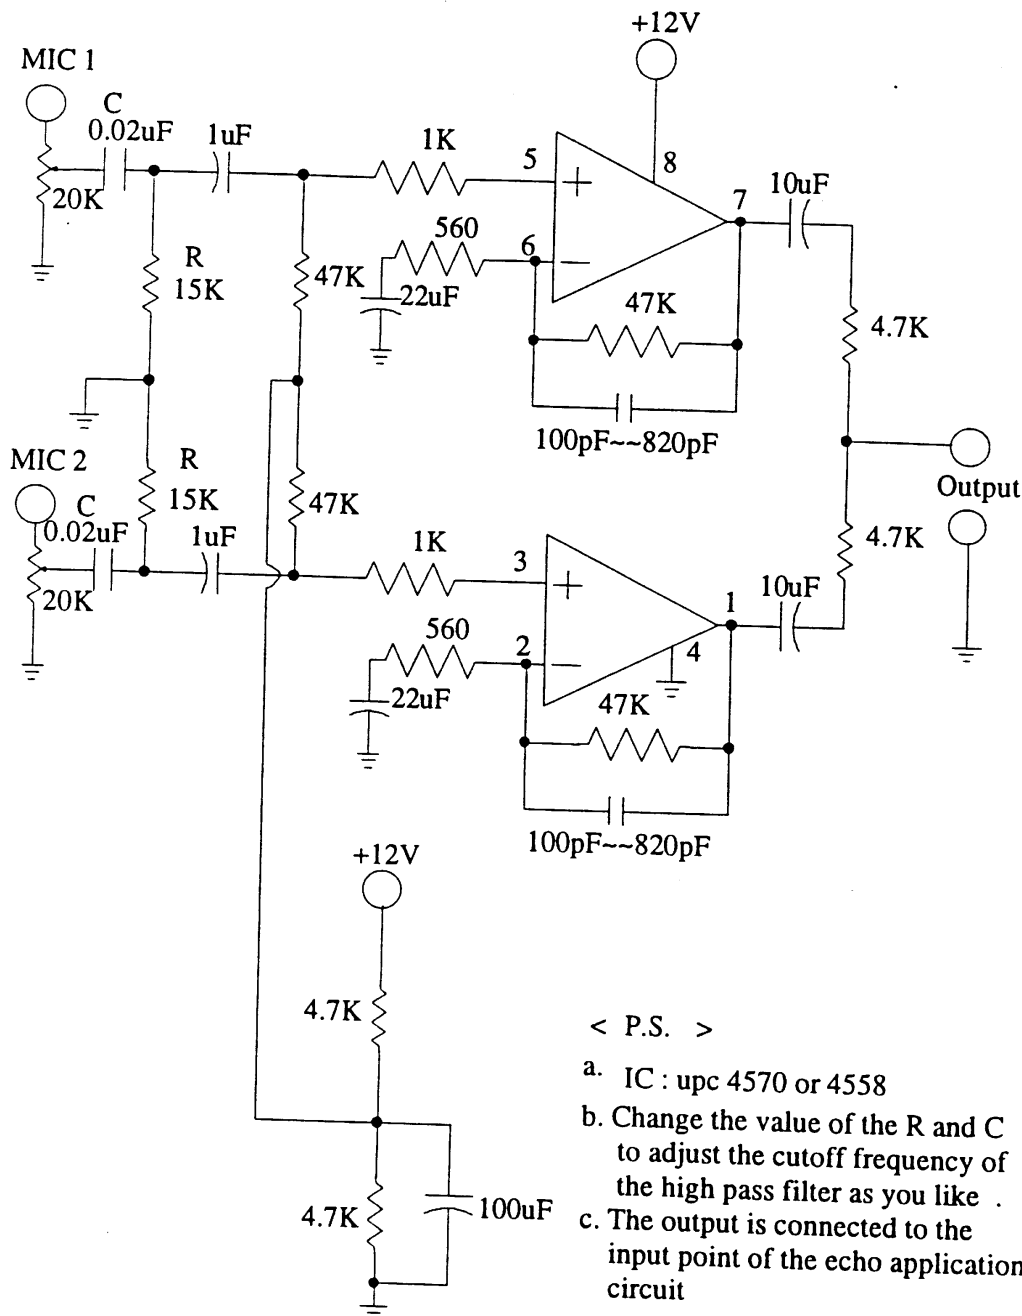 +12V
MIC 1
C
0.02uF
1uF
1K
5
8
20K
7
10uF
560
6
R
15K
47K
22uF
47K
4.7K
100pF~~820pF
MIC 2
R
C
15K
47K
Output
0.02uF
1uF
1K
3
4.7K
20K
10uF
1
560
2
4
22uF
47K
100pF~~820pF
+12V
4.7K
< P.S. >
a. IC : upc 4570 or 4558
b. Change the value of the R and C
to adjust the cutoff frequency of
the high pass filter as you like .
4.7K
100uF
c. The output is connected to the
input point of the echo application
circuit